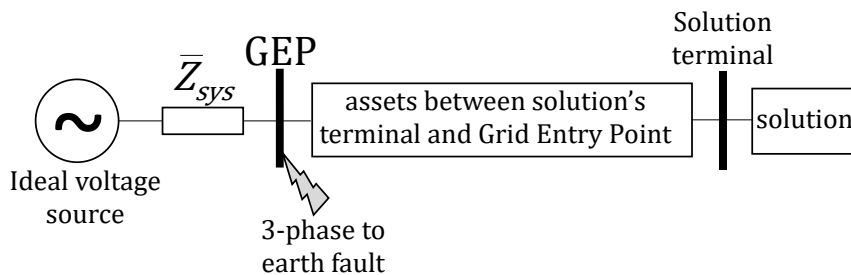 GEP
Z̅sys
Solution
terminal
assets between solution's
terminal and Grid Entry Point
solution
Ideal voltage
source
3-phase to
earth fault